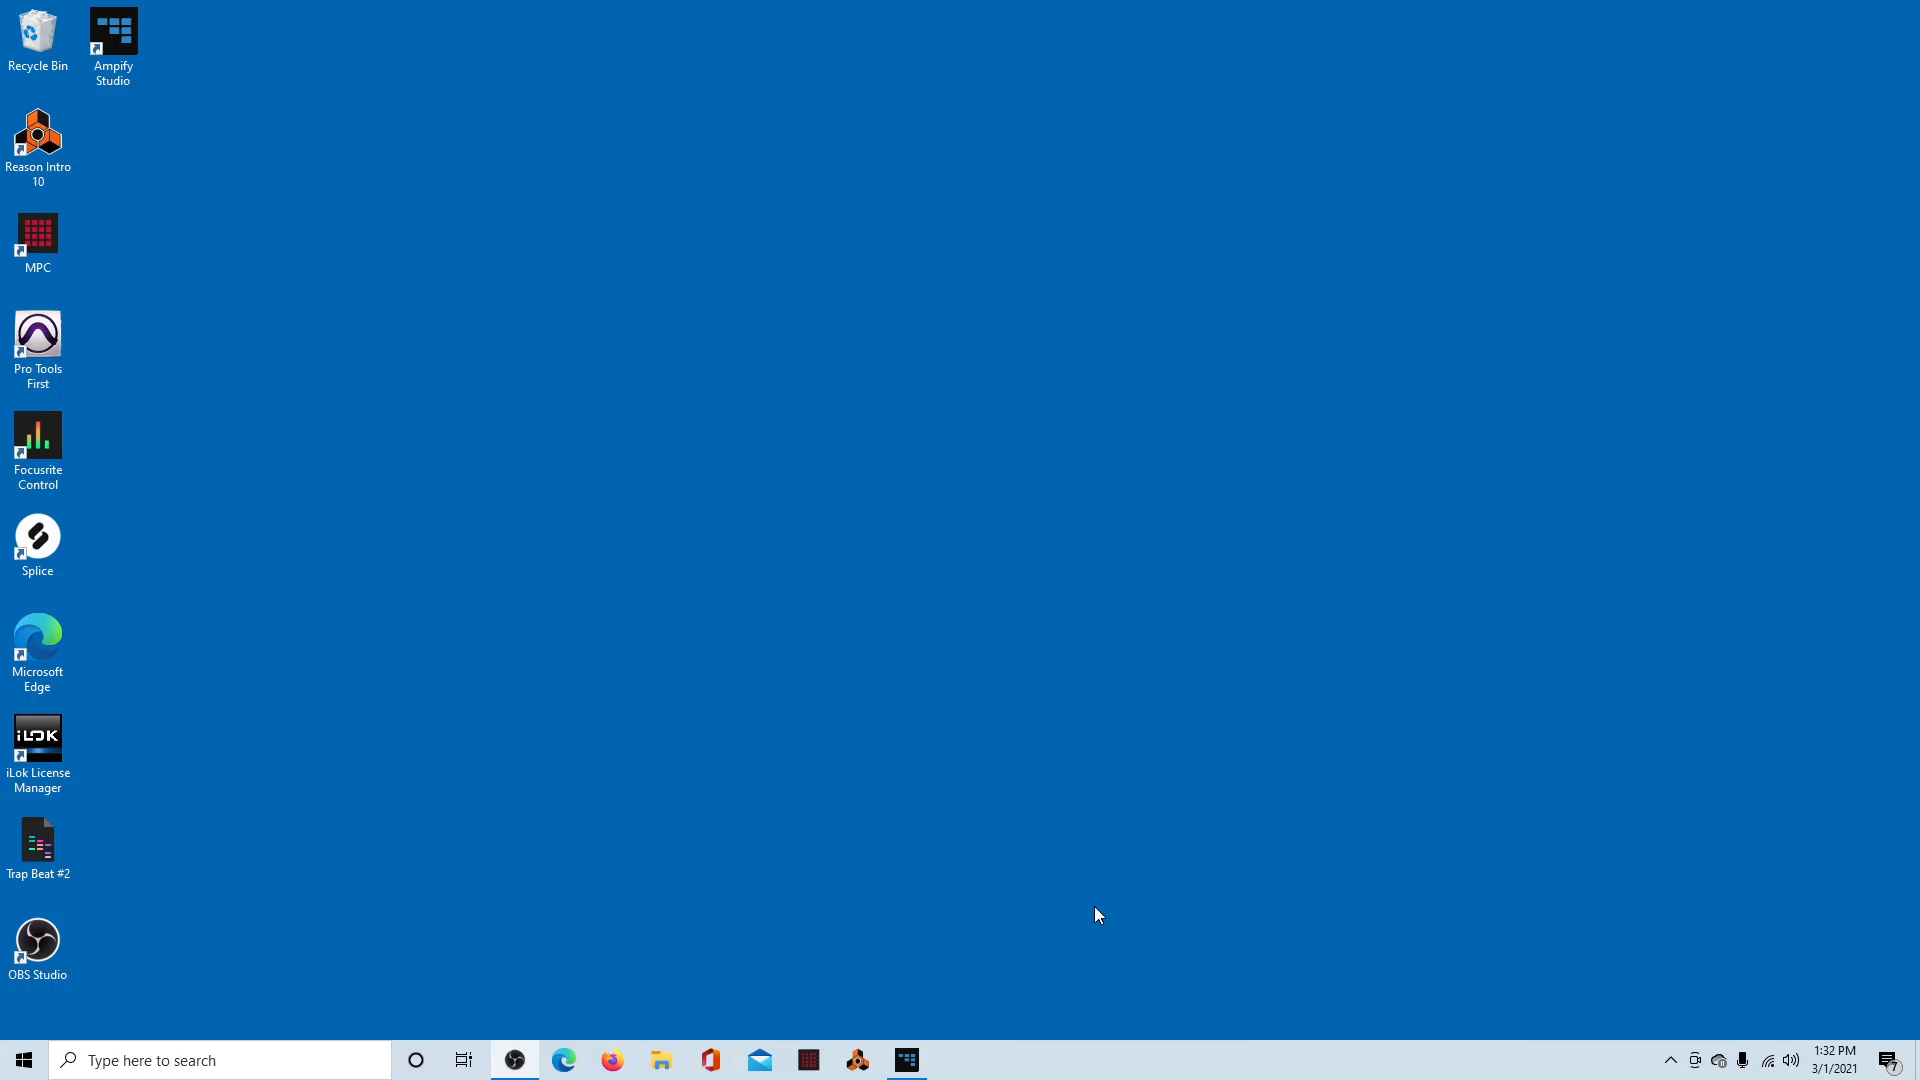 Recycle Bin
Ampify
Studio
Reason Intro
10
MPC
Pro Tools
First
Focusrite
Control
Splice
Microsoft
Edge
iLOK
iLok License
Manager
Trap Beat #2
OBS Studio
Type here to search
1:32 PM
3/1/2021
7